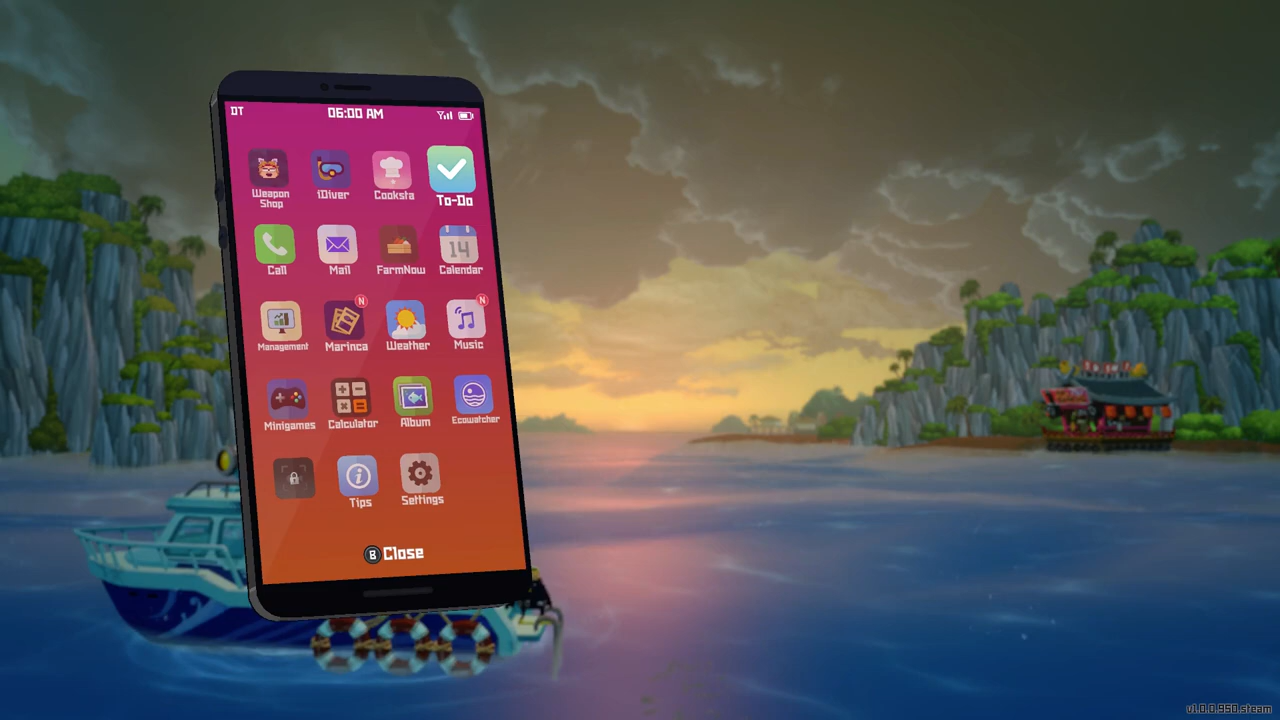 DT 06:00 AM
Weapon Shop
iDiver
Cooksta
To-Do
Call
Mail
FarmNow
14
Calendar
Management
N
Marinca
Weather
N
Music
Minigames
Calculator
Album
Ecowatcher
Tips
Settings
B Close
v1.0.0.950.steam